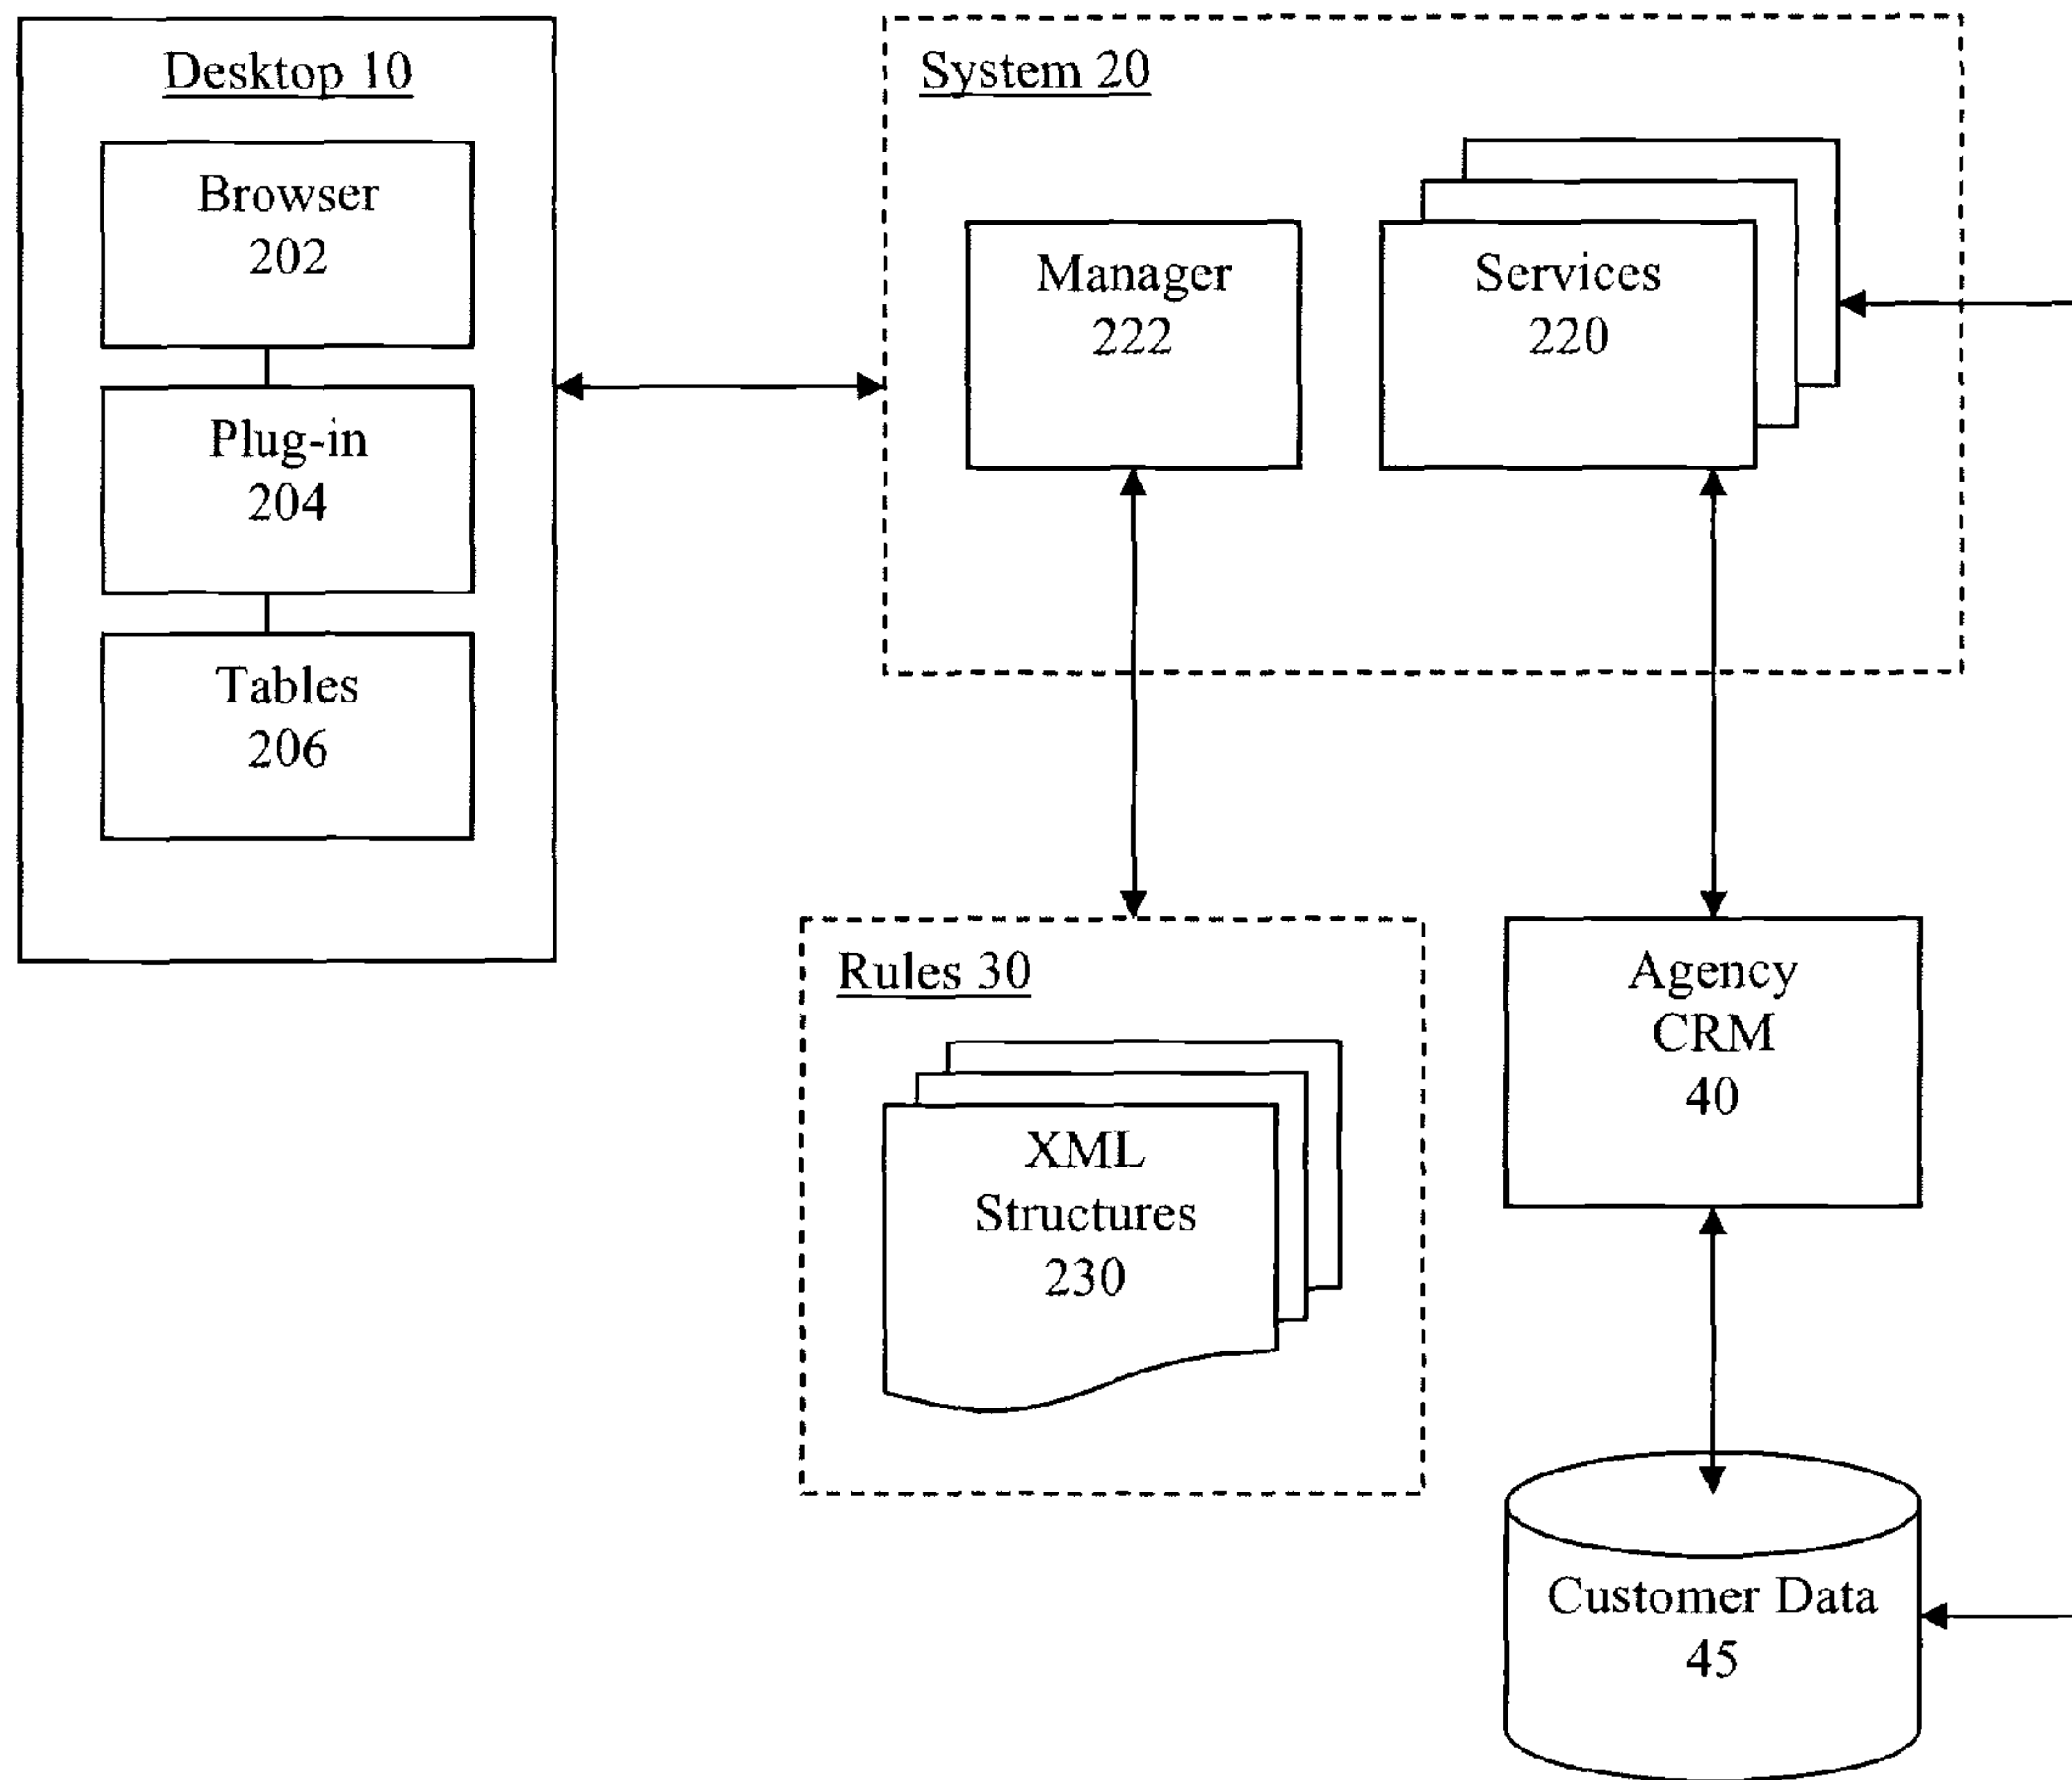 Desktop 10
Browser
202
Plug-in
204
Tables
206
System 20
Manager
222
Services
220
Rules 30
XML
Structures
230
Agency
CRM
40
Customer Data
45